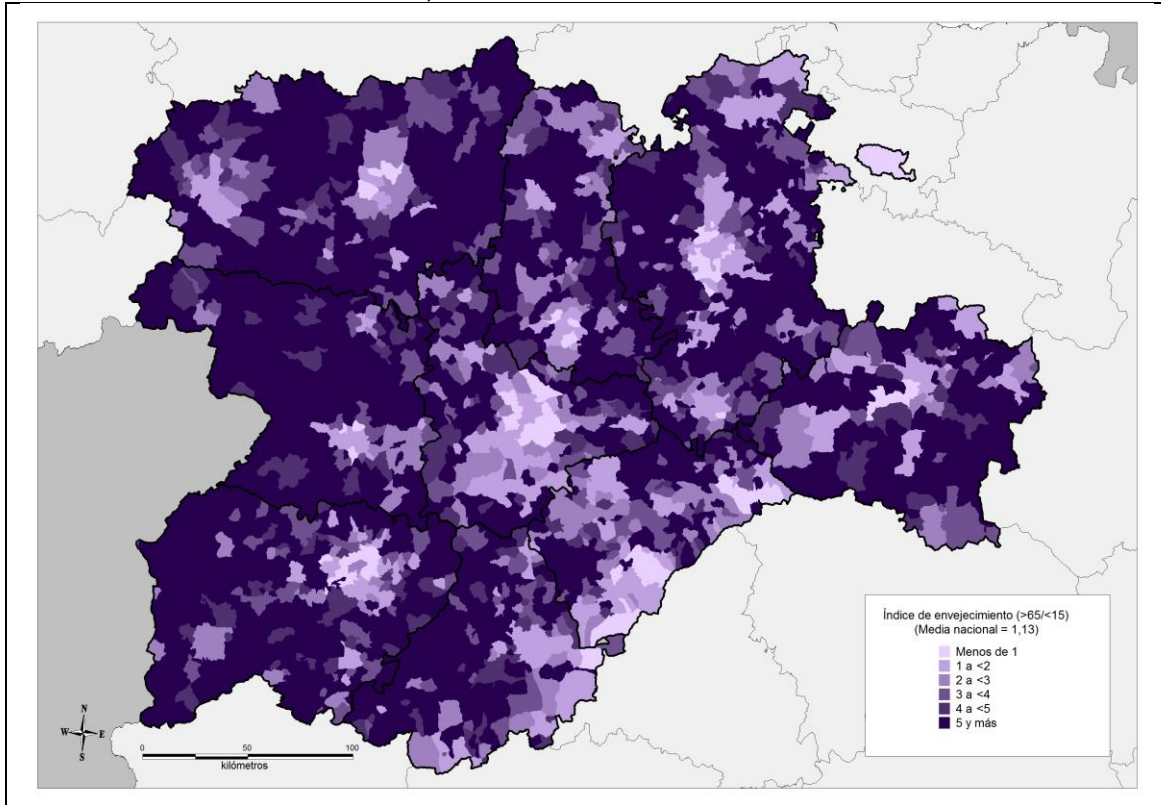 Índice de envejecimiento (>65/<15)
(Media nacional = 1,13)
Menos de 1
1 a <2
2 a <3
3 a <4
4 a <5
5 y más
N
W E
S
0 50 100
kilómetros